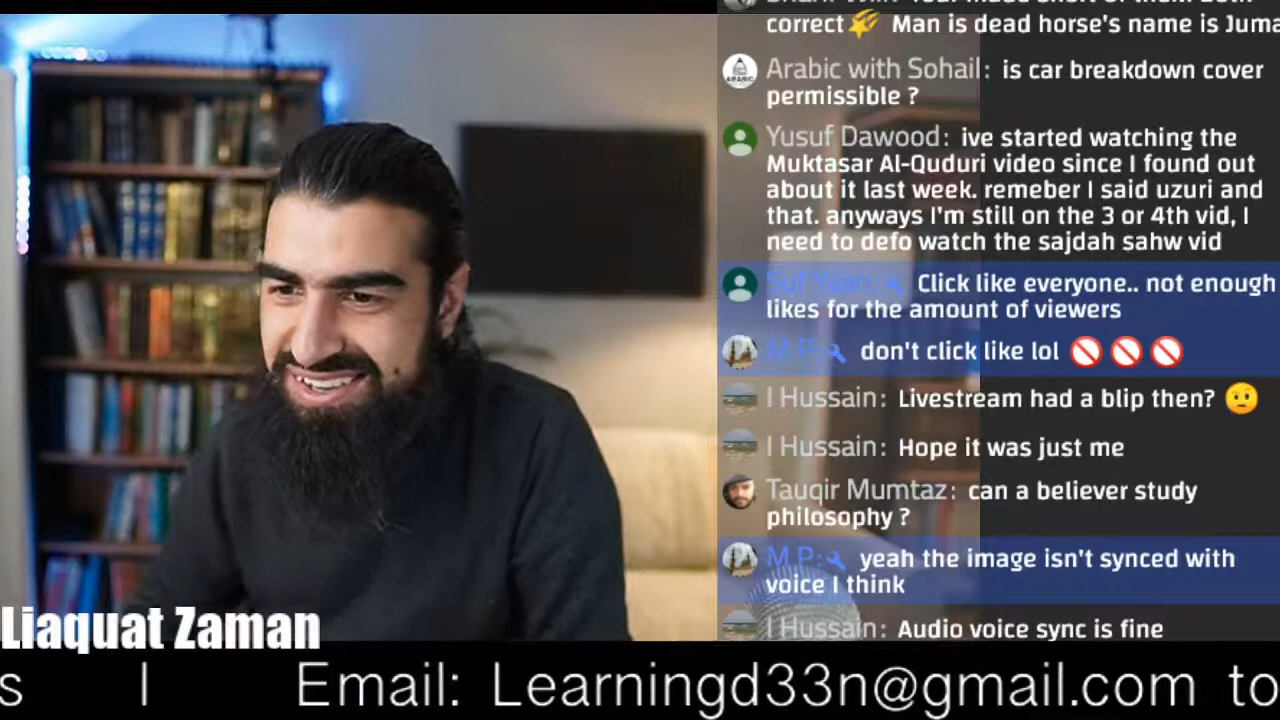 correct🌠 Man is dead horse's name is Juma
Arabic with Sohail: is car breakdown cover
permissible ?
Yusuf Dawood: ive started watching the
Muktasar Al-Quduri video since I found out
about it last week. remeber I said uzuri and
that. anyways I'm still on the 3 or 4th vid, I
need to defo watch the sajdah sahw vid
Click like everyone.. not enough
likes for the amount of viewers
M P: don't click like lol 🚫 🚫 🚫
I Hussain: Livestream had a blip then? 🤨
I Hussain: Hope it was just me
Tauqir Mumtaz: can a believer study
philosophy ?
M P: yeah the image isn't synced with
voice I think
I Hussain: Audio voice sync is fine
Liaquat Zaman
s | Email: Learningd33n@gmail.com to